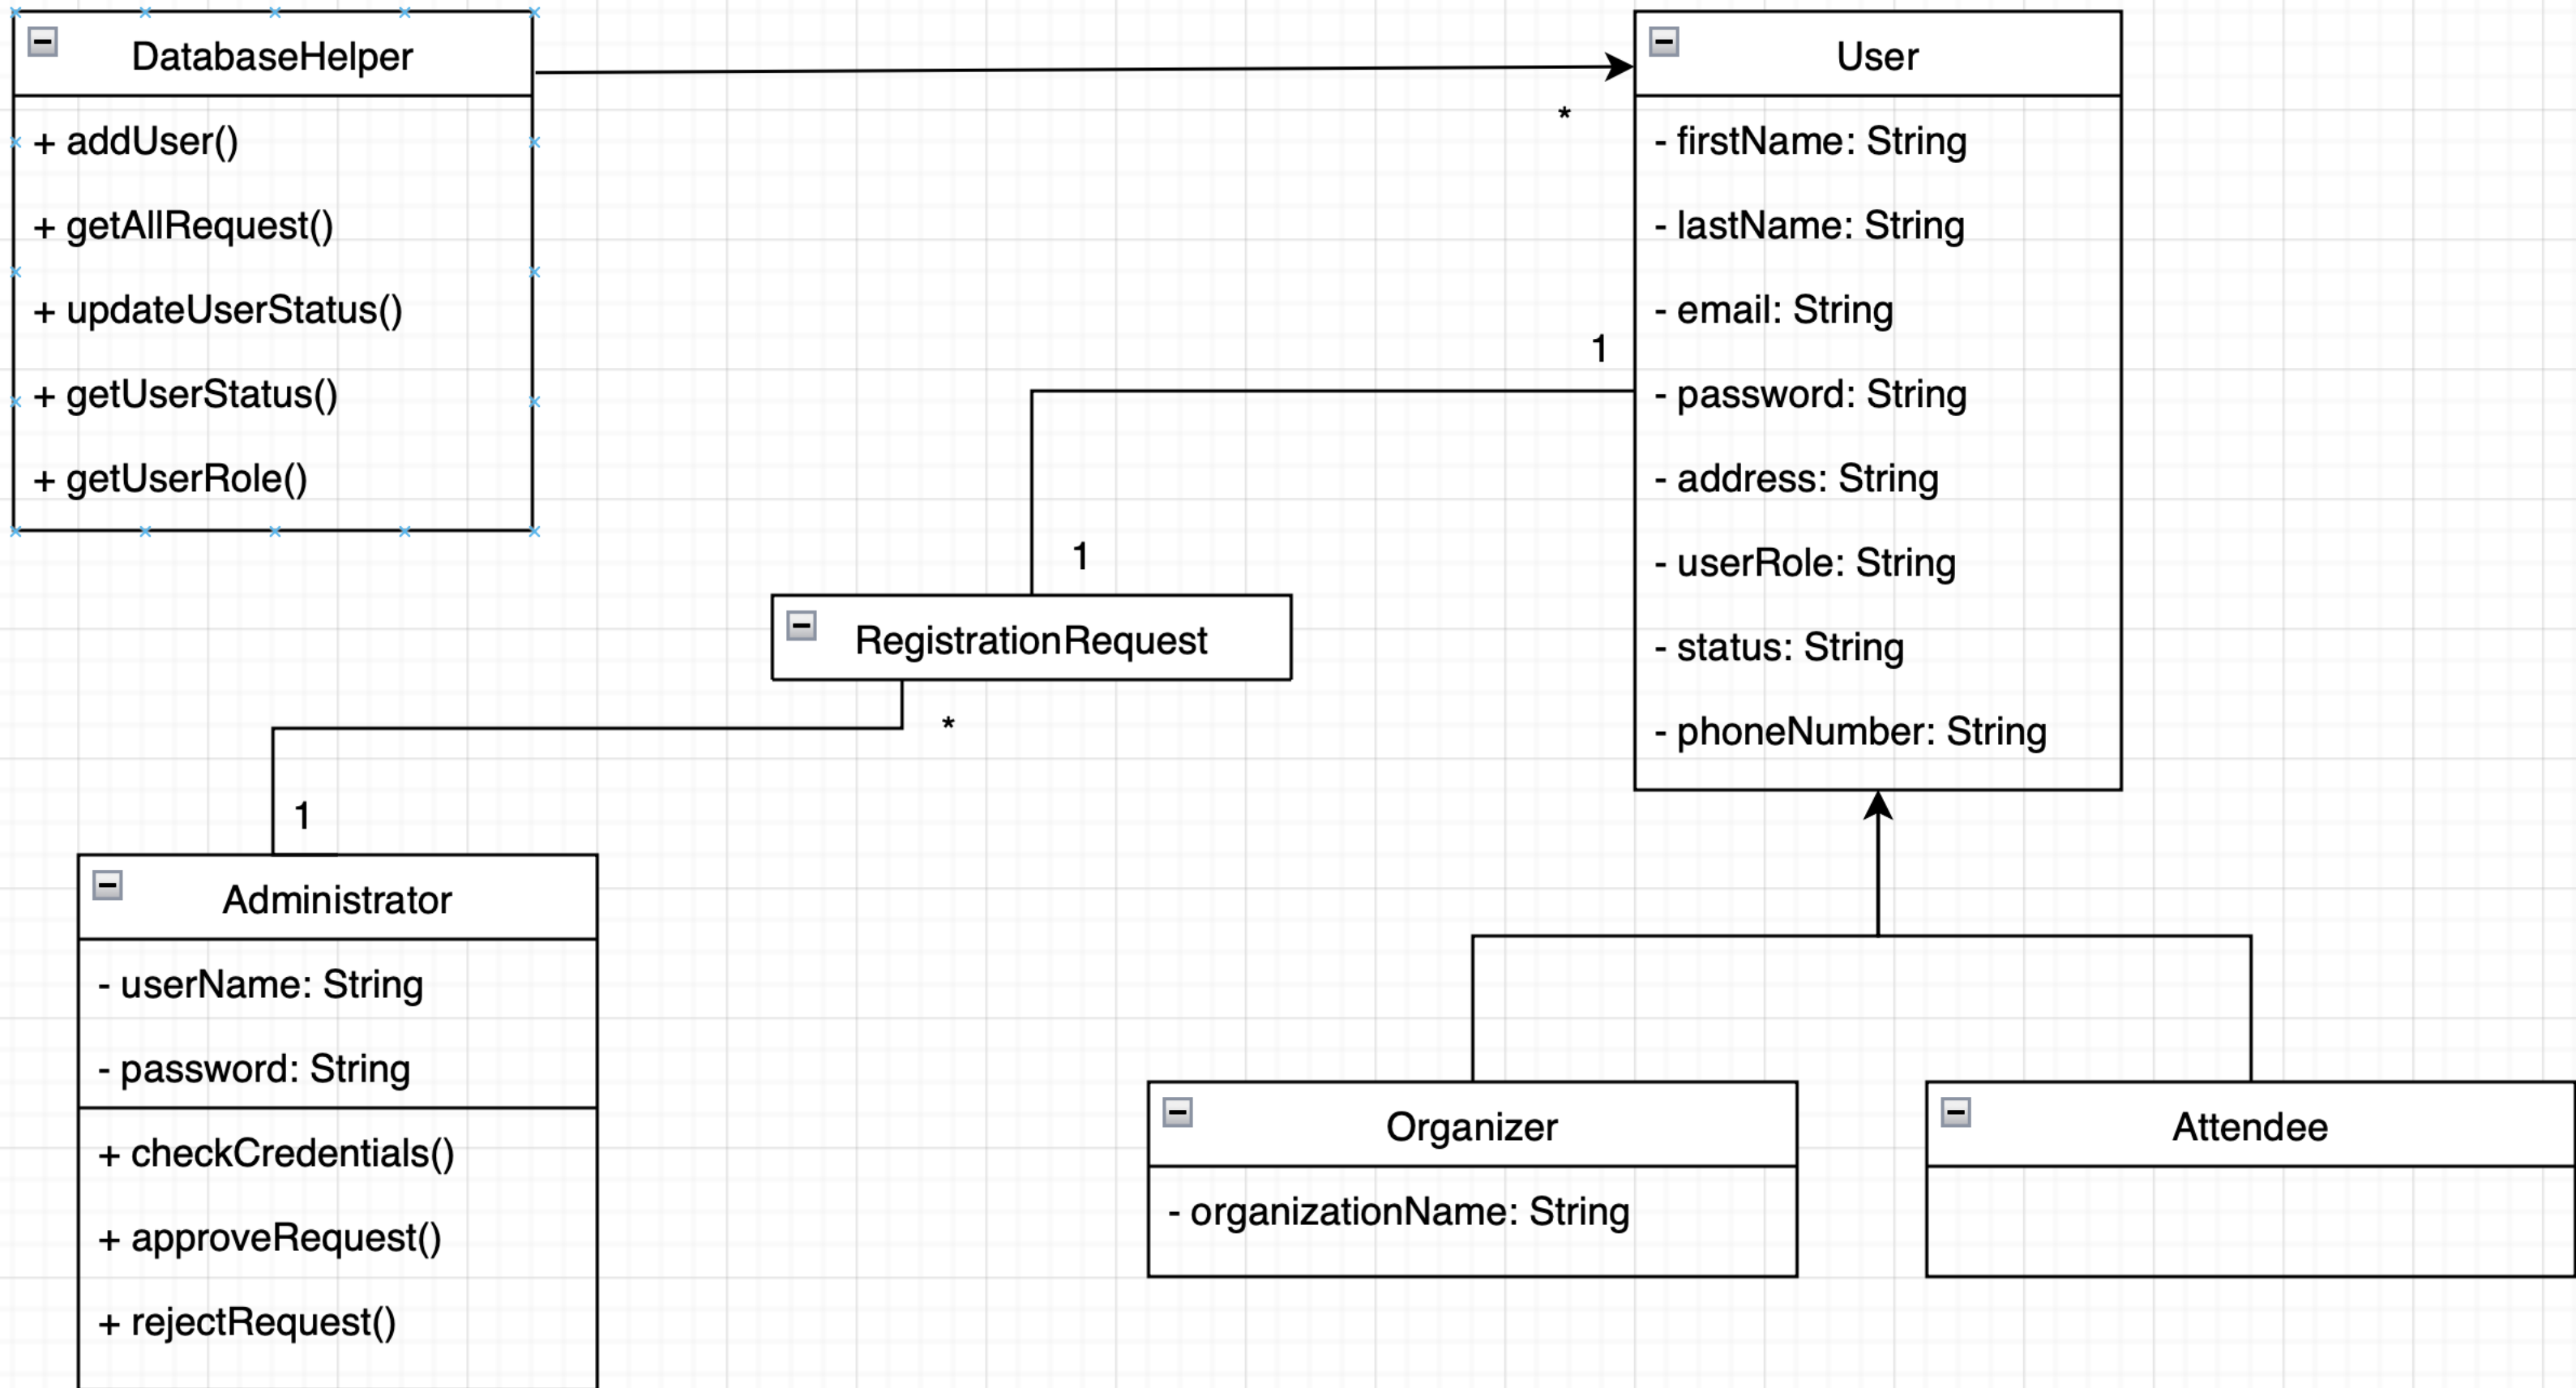 DatabaseHelper
+ addUser()
+ getAllRequest()
+ updateUserStatus()
+ getUserStatus()
+ getUserRole()
*
User
- firstName: String
- lastName: String
- email: String
- password: String
- address: String
- userRole: String
- status: String
- phoneNumber: String
1
1
RegistrationRequest
*
1
Administrator
- userName: String
- password: String
+ checkCredentials()
+ approveRequest()
+ rejectRequest()
Organizer
- organizationName: String
Attendee